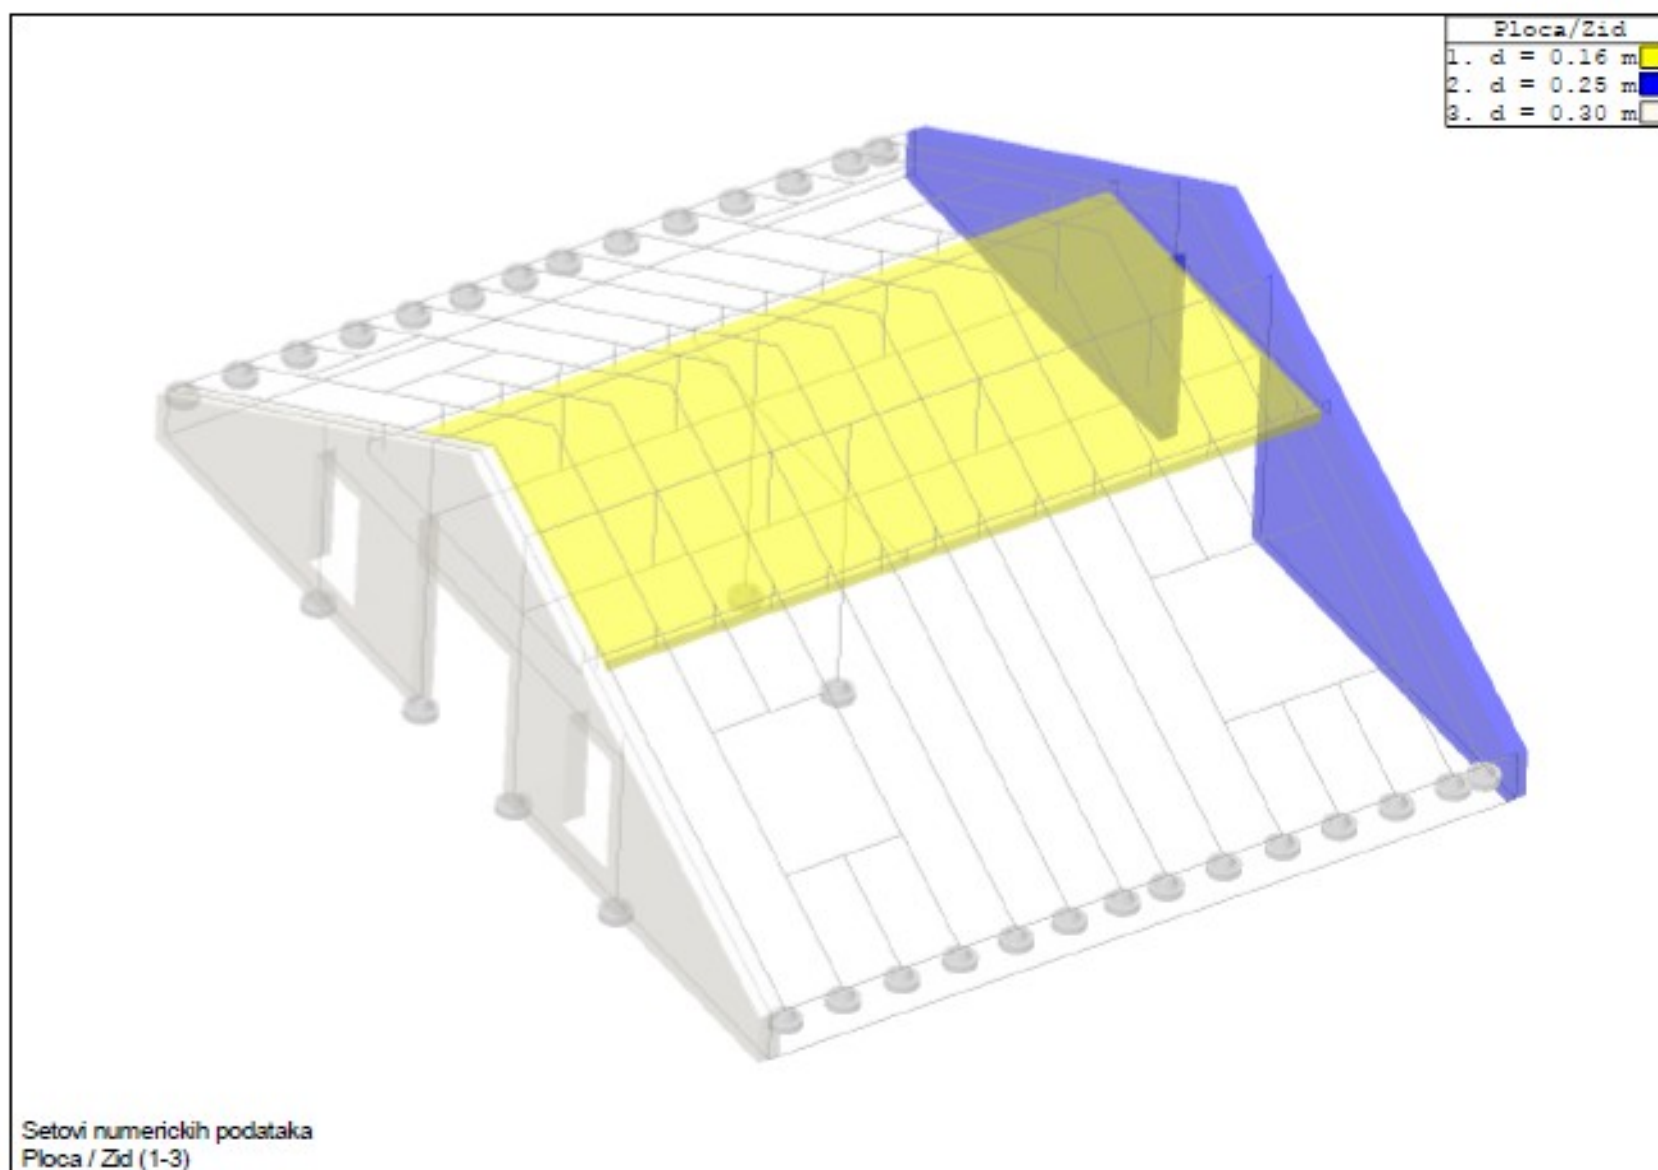 Ploca/Zid
1. d = 0.16 m
2. d = 0.25 m
3. d = 0.30 m
Setovi numerickih podataka
Ploca / Zid (1-3)